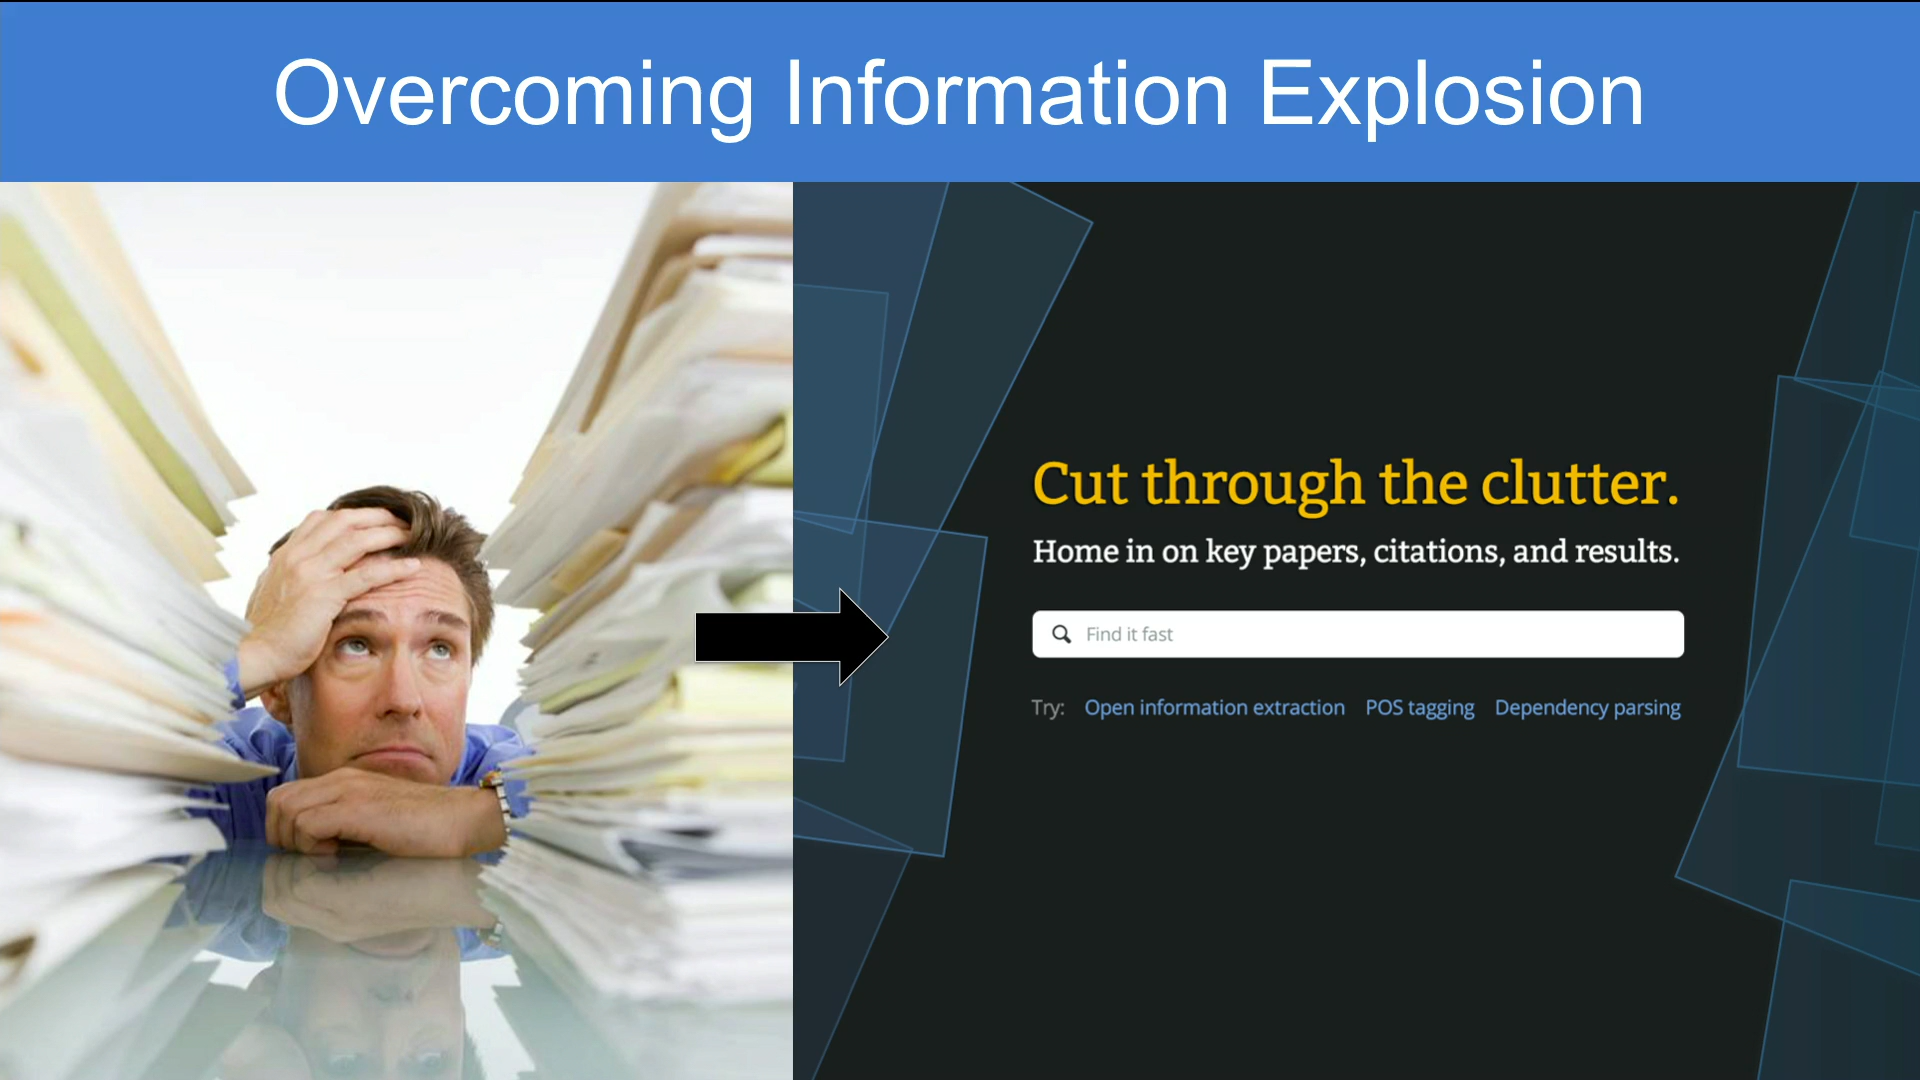 Overcoming Information Explosion
Cut through the clutter.
Home in on key papers, citations, and results.
Find it fast
Try: Open information extraction POS tagging Dependency parsing